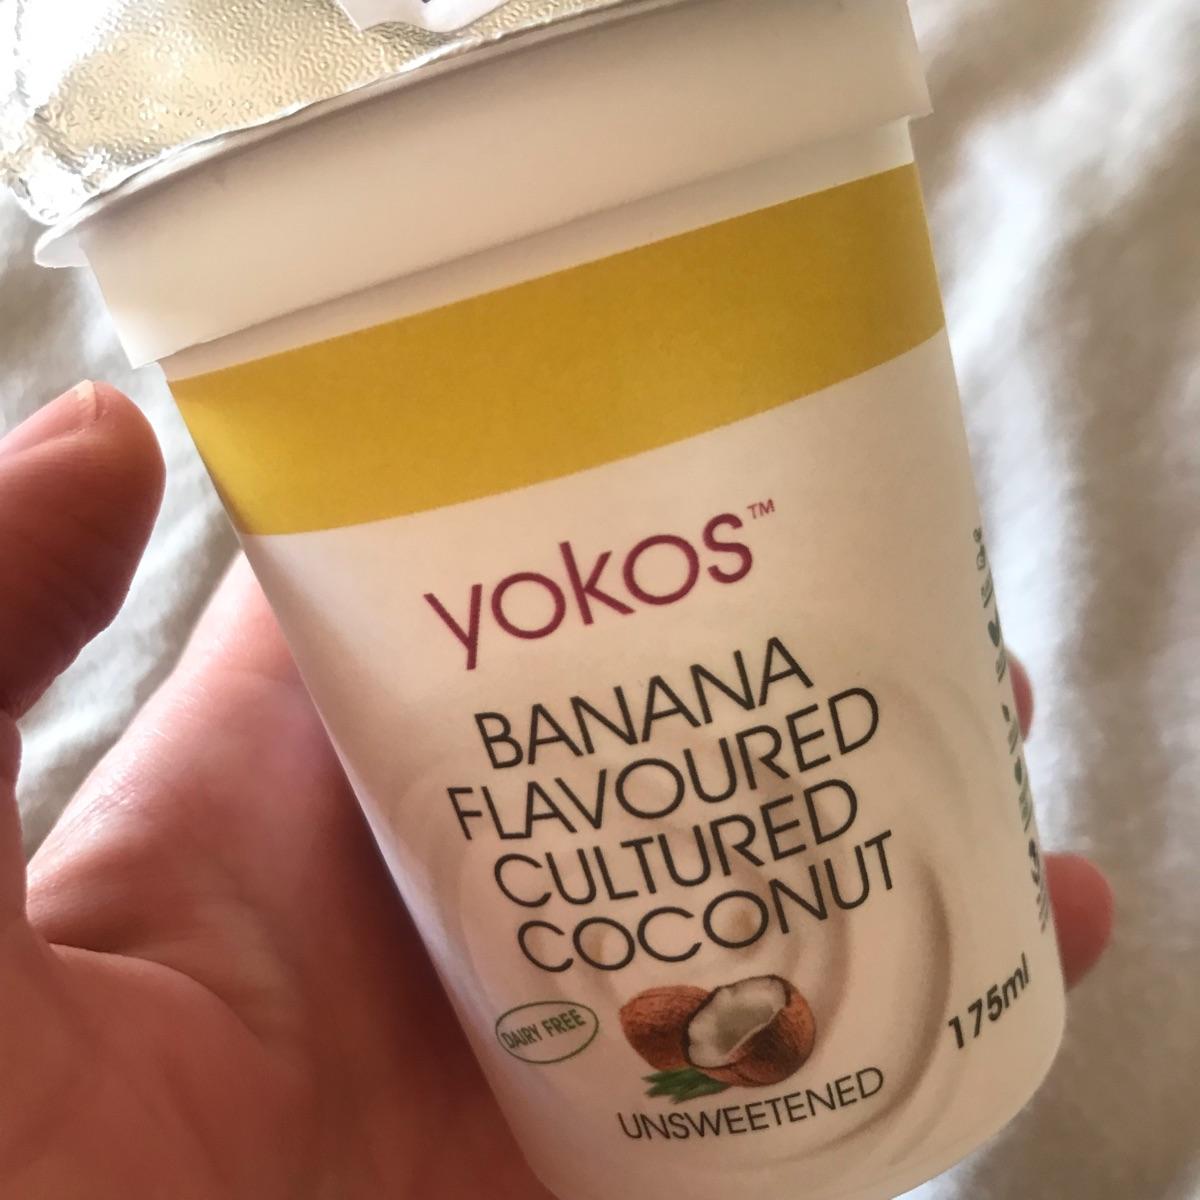 yokos™
BANANA
FLAVOURED
CULTURED
COCONUT
DAIRY FREE
175ml
UNSWEETENED